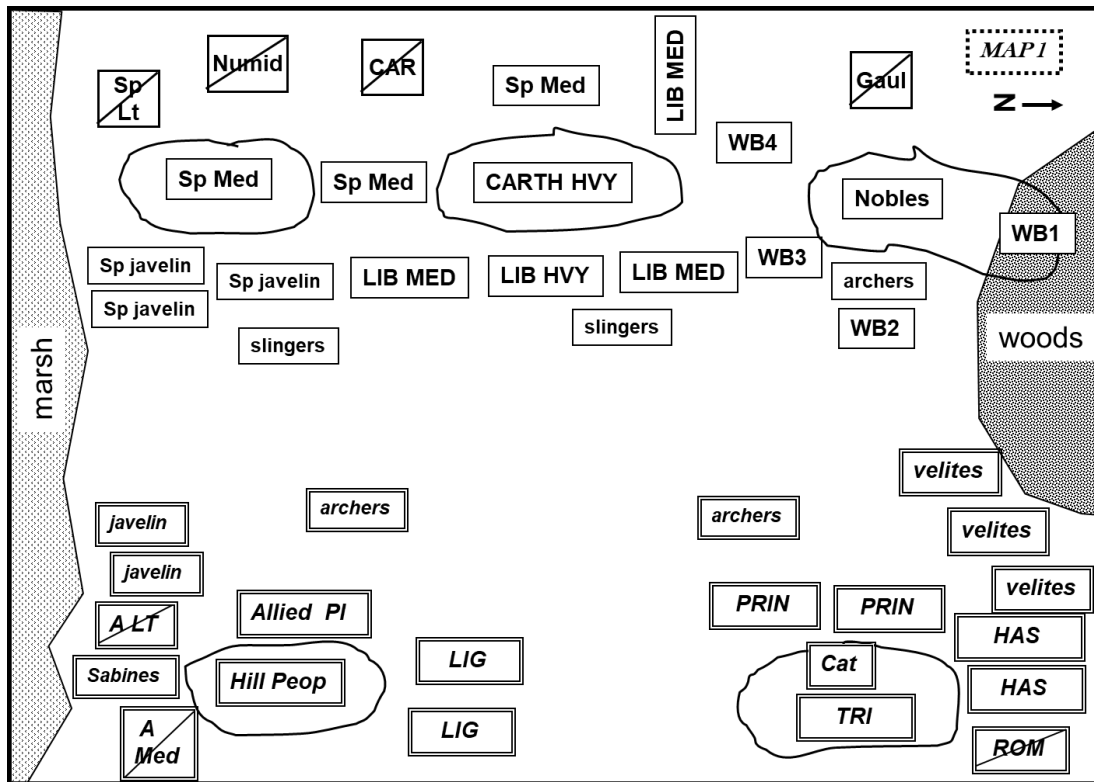 Numid
CAR
LIB MED
Gaul
MAP 1
Sp
Lt
Sp Med
N
WB4
Sp Med
Sp Med
CARTH HVY
Nobles
WB1
Sp javelin
Sp javelin
LIB MED
LIB HVY
LIB MED
WB3
archers
Sp javelin
slingers
slingers
WB2
marsh
woods
velites
javelin
archers
archers
velites
javelin
velites
A LT
Allied Pl
PRIN
PRIN
HAS
Sabines
Hill Peop
LIG
Cat
HAS
TRI
A
Med
LIG
ROM